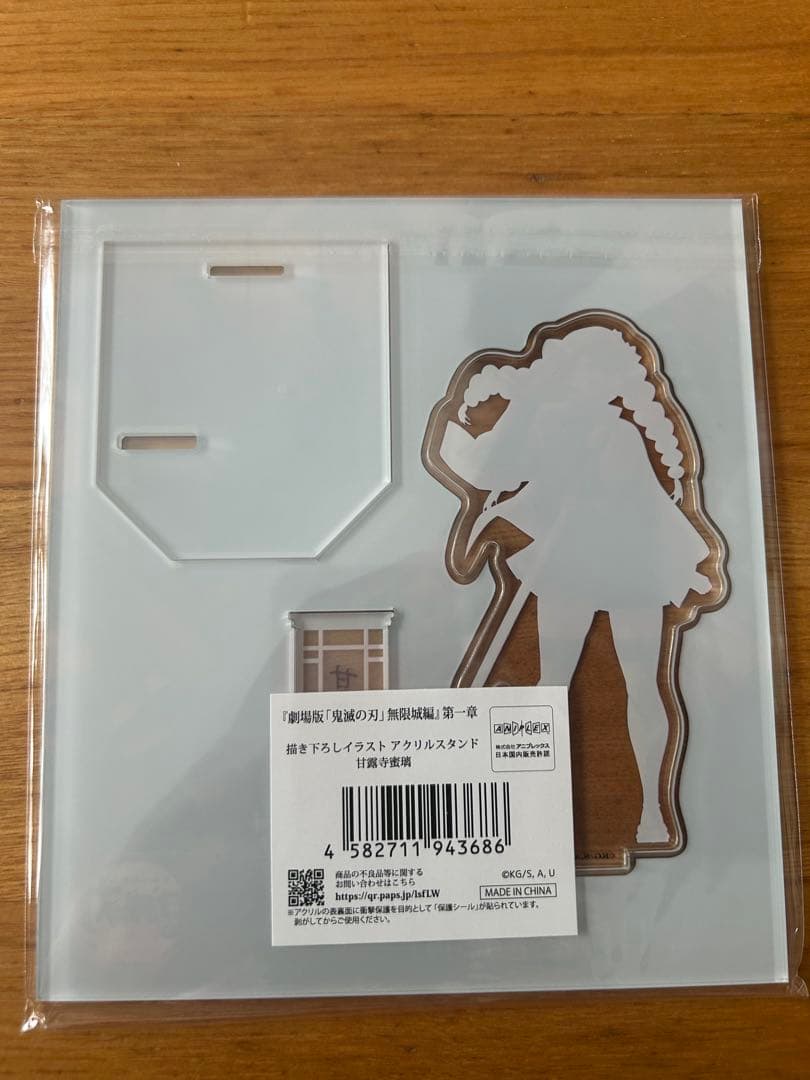 甘
『劇場版「鬼滅の刃」無限城編』第一章
描き下ろしイラスト アクリルスタンド
甘露寺蜜璃
ANIPLEX
株式会社アニプレックス
日本国内販売許諾
4 582711 943686
商品の不良品等に関する
お問い合わせはこちら
https://qr.paps.jp/lsfLW
©KG/S, A, U
MADE IN CHINA
※アクリルの表裏面に衝撃保護を目的として「保護シール」が貼られています。
剥がしてからご使用ください。